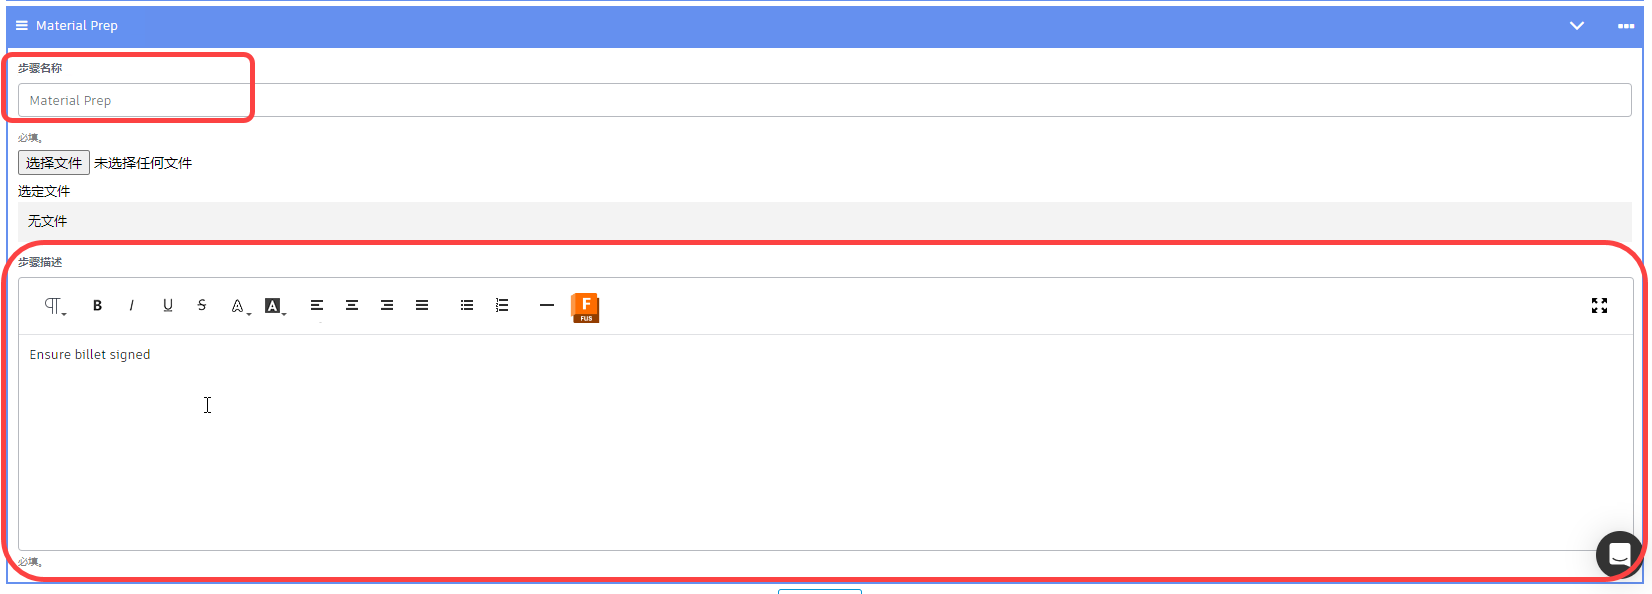 Material Prep
步骤名称
Material Prep
必填。
选择文件 未选择任何文件
选定文件
无文件
步骤描述
B I U S A A F FUS
Ensure billet signed
必填。